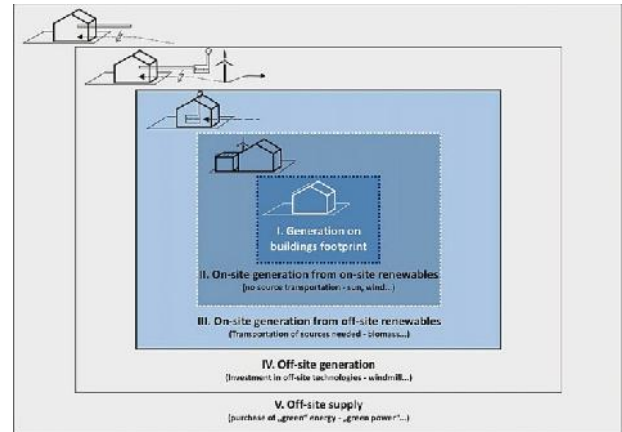 I. Generation on
buildings footprint
II. On-site generation from on-site renewables
(no source transportation - sun, wind...)
III. On-site generation from off-site renewables
(Transportation of sources needed - biomass...)
IV. Off-site generation
(Investment in off-site technologies - windmill...)
V. Off-site supply
(purchase of „green" energy - „green power"...)